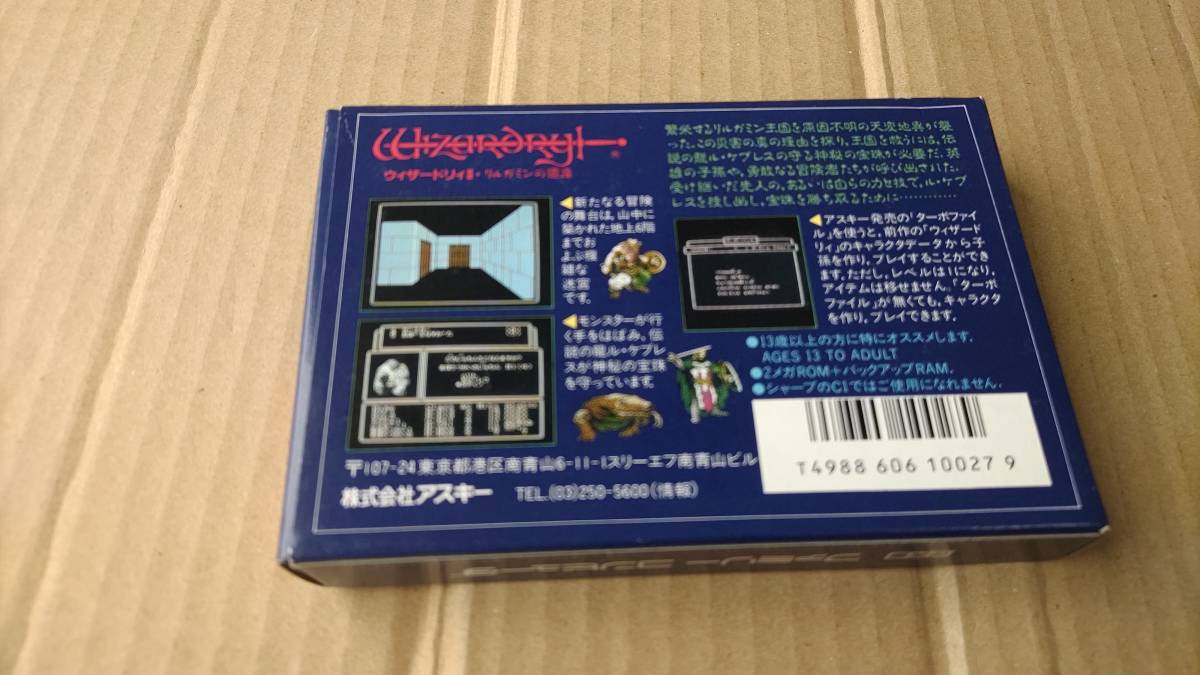 Wizardry
®
ウィザードリィII・リルガミンの遺産
繁栄するリルガミン王国を原因不明の天変地異が襲
った。この災害の真の理由を探り、王国を救うには、伝
説の龍ル・ケブレスの守る神秘の宝珠が必要だ。英
雄の子孫や、勇敢なる冒険者たちが呼び出された。
受け継いだ先人の、あるいは自らの力と技で、ル・ケブ
レスを捜し出し、宝珠を勝ち取るために…………
◀新たなる冒険
の舞台は、山中に
築かれた地上6階
までお
よぶ複
雑な
迷宮
です。
◀モンスターが行
く手をはばみ、伝
説の龍ル・ケブレ
スが神秘の宝珠
を守っています。
◀アスキー発売の「ターボファイ
ル」を使うと、前作の「ウィザード
リィ」のキャラクタデータから子
孫を作り、プレイすることができ
ます。ただし、レベルは1になり、
アイテムは移せません。「ターボ
ファイル」が無くても、キャラクタ
を作り、プレイできます。
●13歳以上の方に特にオススメします。
AGES 13 TO ADULT
●2メガROM+バックアップRAM.
●シャープのC1ではご使用になれません.
T4988 606 10027 9
〒107-24 東京都港区南青山6-11-1スリーエフ南青山ビル
株式会社アスキー TEL.(03)250-5600(情報)